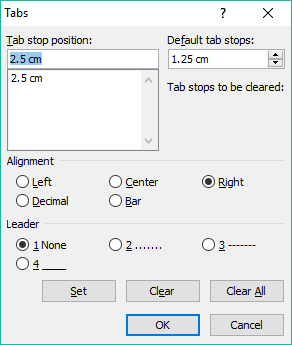 Tabs ? ×
Tab stop position: Default tab stops:
2.5 cm 1.25 cm
2.5 cm
Tab stops to be cleared:
Alignment
Left Center Right
Decimal Bar
Leader
1 None 2 ....... 3 -------
4 ____
Set Clear Clear All
OK Cancel